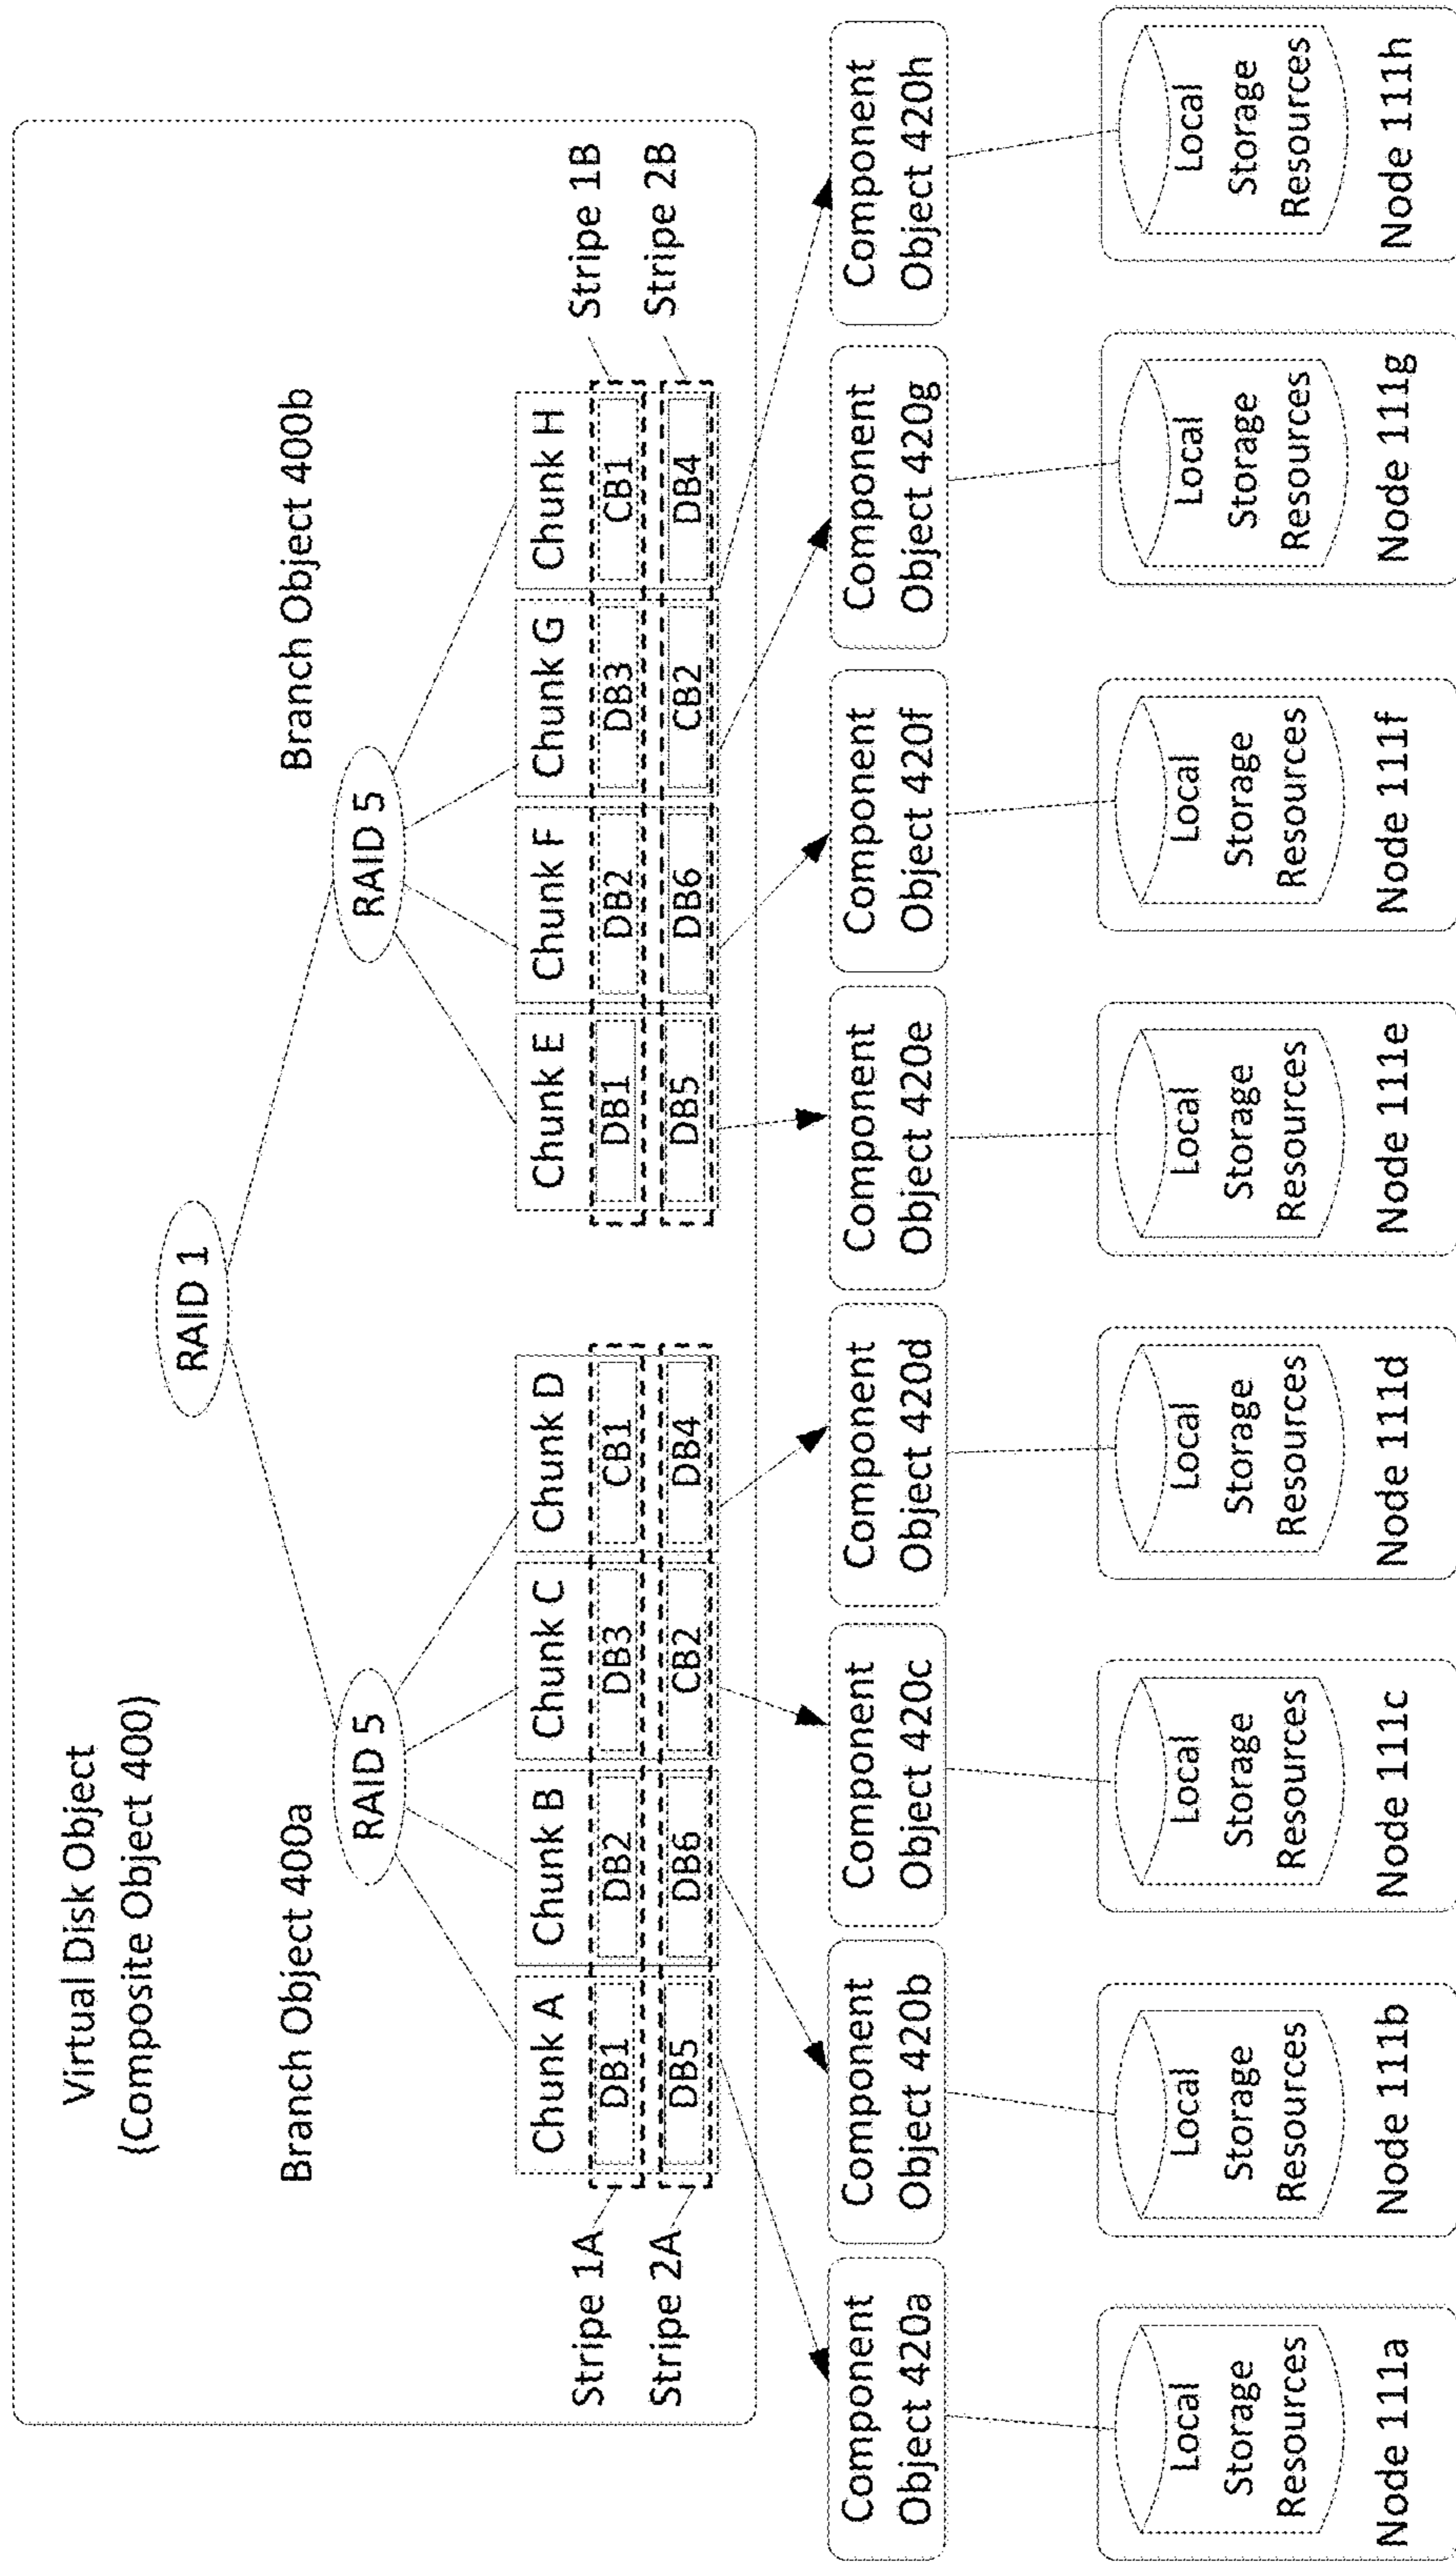 Virtual Disk Object
(Composite Object 400)
RAID 1
Branch Object 400a
Branch Object 400b
RAID 5
RAID 5
Chunk A
Chunk B
Chunk C
Chunk D
Chunk E
Chunk F
Chunk G
Chunk H
Stripe 1A
DB1
DB2
DB3
CB1
DB1
DB2
DB3
CB1
Stripe 1B
Stripe 2A
DB5
DB6
CB2
DB4
DB5
DB6
CB2
DB4
Stripe 2B
Component
Object 420a
Component
Object 420b
Component
Object 420c
Component
Object 420d
Component
Object 420e
Component
Object 420f
Component
Object 420g
Component
Object 420h
Local
Storage
Resources
Node 111a
Local
Storage
Resources
Node 111b
Local
Storage
Resources
Node 111c
Local
Storage
Resources
Node 111d
Local
Storage
Resources
Node 111e
Local
Storage
Resources
Node 111f
Local
Storage
Resources
Node 111g
Local
Storage
Resources
Node 111h